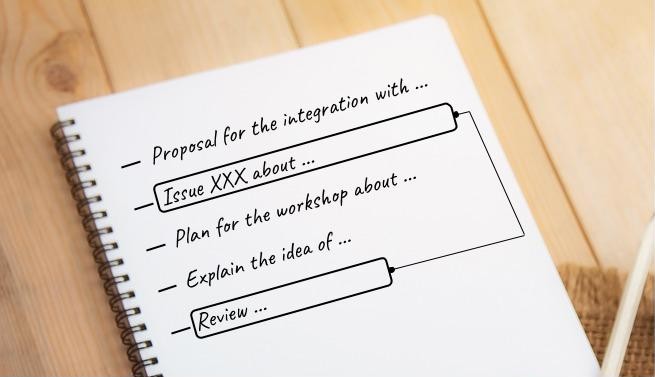 — Proposal for the integration with ...
— Issue XXX about ...
— Plan for the workshop about ...
— Explain the idea of ...
— Review ...